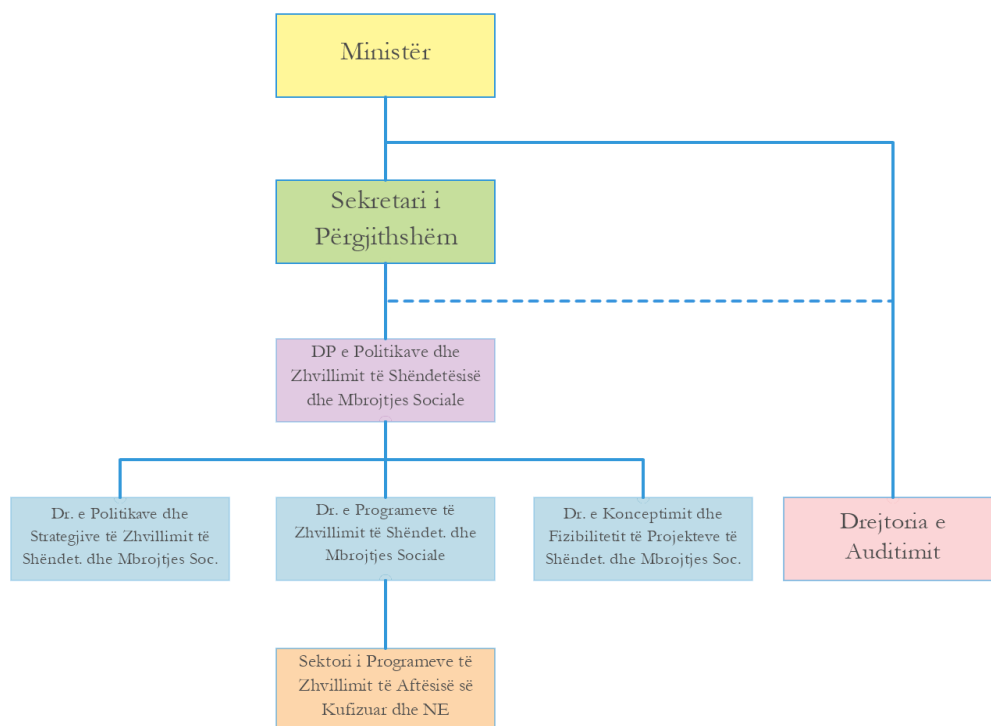 Ministër
Sekretari i
Përgjithshëm
DP e Politikave dhe
Zhvillimit të Shëndetësisë
dhe Mbrojtjes Sociale
Dr. e Politikave dhe
Strategjive të Zhvillimit të
Shëndet. dhe Mbrojtjes Soc.
Dr. e Programeve të
Zhvillimit të Shëndet. dhe
Mbrojtjes Sociale
Dr. e Konceptimit dhe
Fizibilitetit të Projekteve të
Shëndet. dhe Mbrojtjes Soc.
Drejtoria e
Auditimit
Sektori i Programeve të
Zhvillimit të Aftësisë së
Kufizuar dhe NE